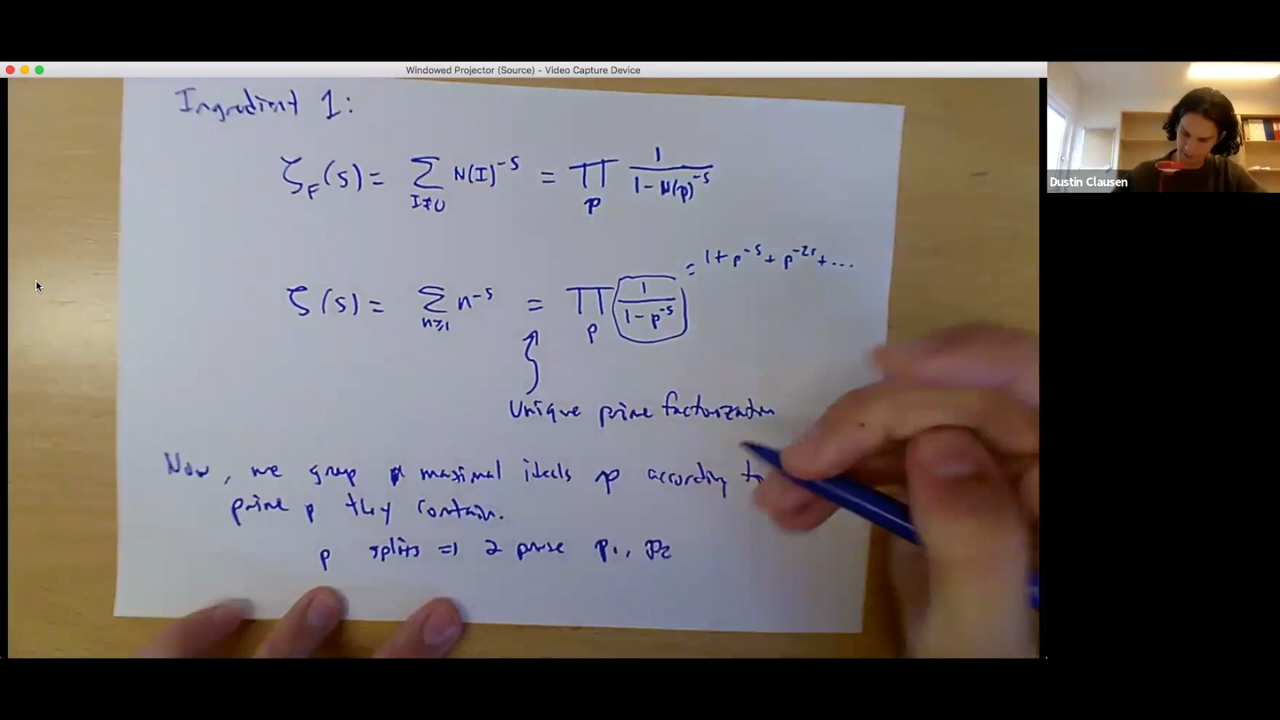 Windowed Projector (Source) - Video Capture Device
Dustin Clausen
Ingredient 1:
ζ_F(s) = Σ_{I≠0} N(I)^{-s} = ∏_p 1/(1 - N(p)^{-s})
= 1 + p^{-s} + p^{-2s} + ...
ζ(s) = Σ_{n≥1} n^{-s} = ∏_p 1/(1 - p^{-s})
Unique prime factorization
Now, we group maximal ideals p according to
prime p they contain.
p splits => 2 p₁, p₂